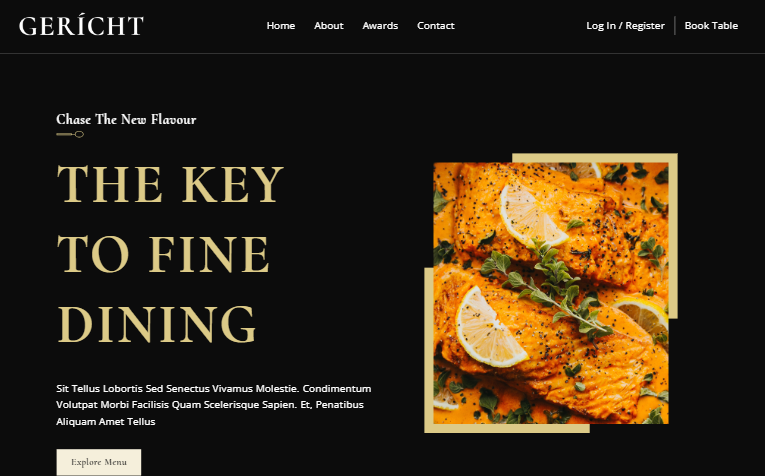 GERÍCHT
Home About Awards Contact
Log In / Register Book Table
Chase The New Flavour
THE KEY
TO FINE
DINING
Sit Tellus Lobortis Sed Senectus Vivamus Molestie. Condimentum
Volutpat Morbi Facilisis Quam Scelerisque Sapien. Et, Penatibus
Aliquam Amet Tellus
Explore Menu